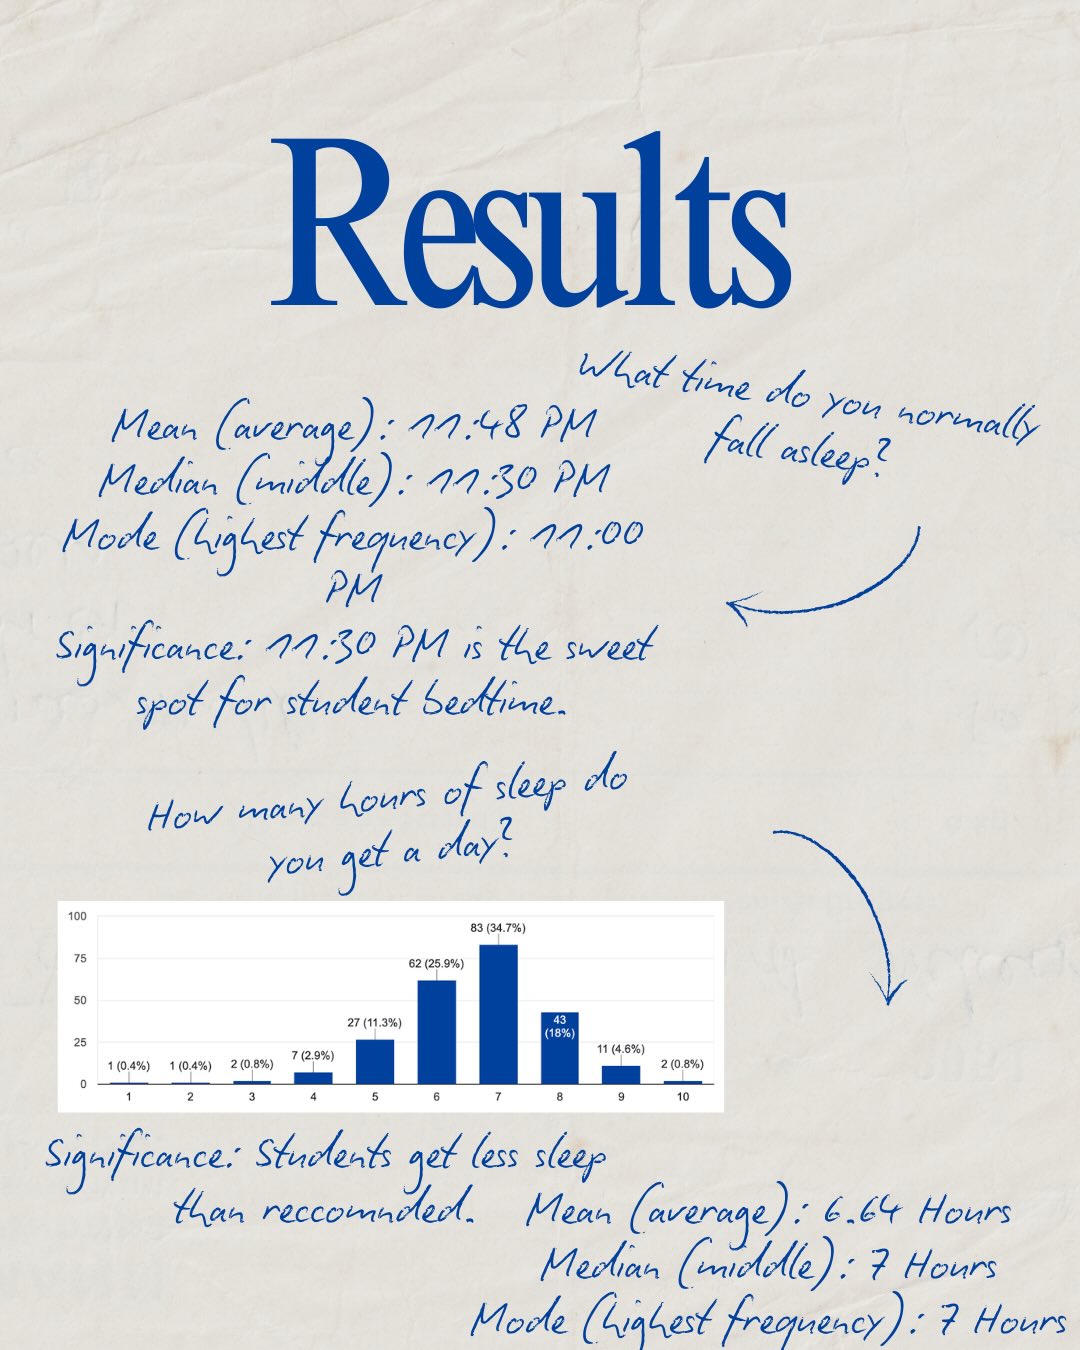 Results
What time do you normally
fall asleep?
Mean (average): 11:48 PM
Median (middle): 11:30 PM
Mode (highest frequency): 11:00
PM
Significance: 11:30 PM is the sweet
spot for student bedtime.
How many hours of sleep do
you get a day?
100
75
50
25
0
1 (0.4%)
1 (0.4%)
2 (0.8%)
7 (2.9%)
27 (11.3%)
62 (25.9%)
83 (34.7%)
43
(18%)
11 (4.6%)
2 (0.8%)
1 2 3 4 5 6 7 8 9 10
Significance: Students get less sleep
than reccomnded.
Mean (average): 6.64 Hours
Median (middle): 7 Hours
Mode (highest frequency): 7 Hours